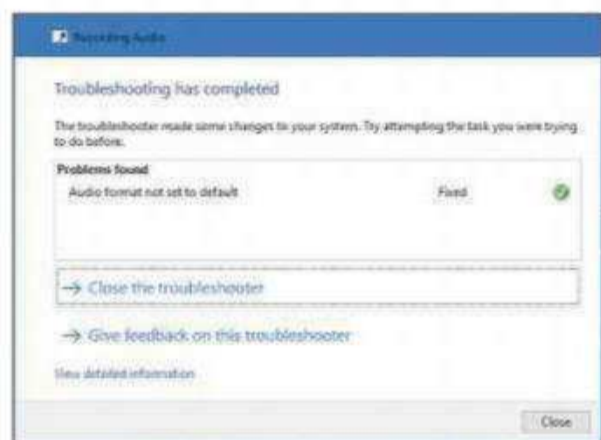 Recording Audio
Troubleshooting has completed
The troubleshooter made some changes to your system. Try attempting the task you were trying
to do before.
Problems found
Audio format not set to default Fixed
→ Close the troubleshooter
→ Give feedback on this troubleshooter
View detailed information
Close